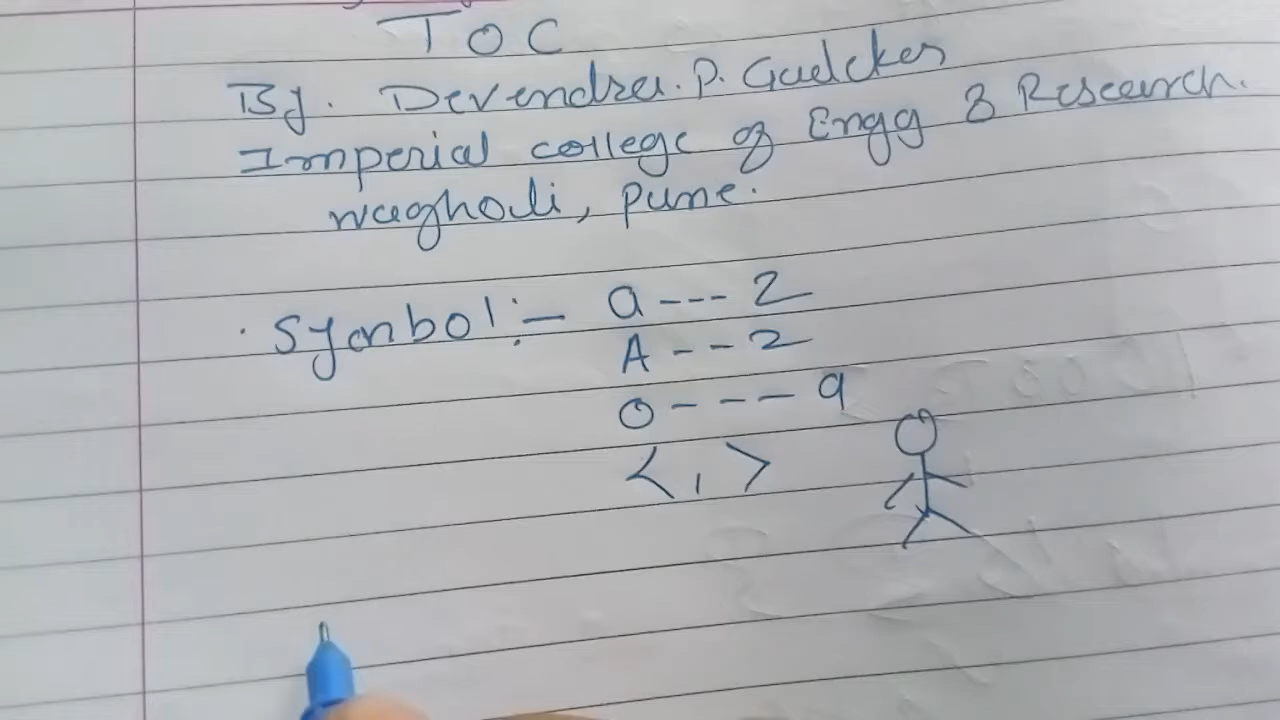 TOC
By. Devendra. P. Gadekar
Imperial college of Engg & Research.
wagholi, pune.
Symbol :- a --- z
A -- z
0 --- 9
< , >